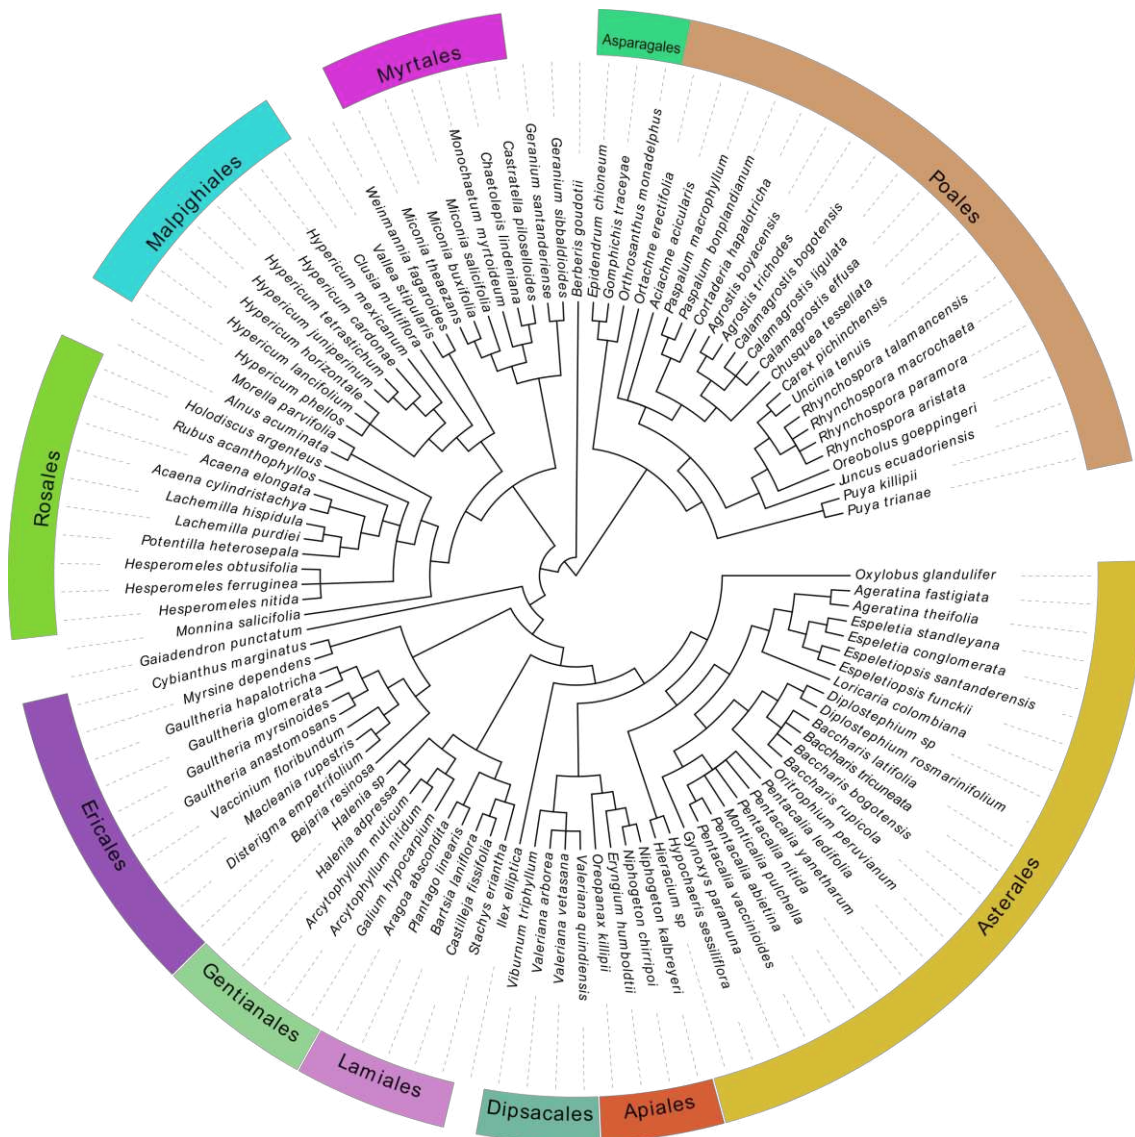 Asparagales
Poales
Asterales
Apiales
Dipsacales
Lamiales
Gentianales
Ericales
Rosales
Malpighiales
Myrtales
Berberis gondotii
Epidendrum chioneum
Gomphichis traceyae
Orthrosanthus monadelphus
Ortachne erectifolia
Aciachne acicularis
Paspalum macrophyllum
Paspalum bonplandianum
Cortaderia hapalotricha
Agrostis boyacensis
Agrostis trichodes
Calamagrostis bogotensis
Calamagrostis ligulata
Calamagrostis effusa
Chusquea tessellata
Carex pichinchensis
Uncinia tenuis
Rhynchospora talamancensis
Rhynchospora macrochaeta
Rhynchospora paramora
Rhynchospora aristata
Oreobolus goeppingeri
Juncus ecuadoriensis
Puya killipii
Puya trianae
Oxylobus glandulifer
Ageratina fastigiata
Ageratina theifolia
Espeletia standleyana
Espeletia conglomerata
Espeletiopsis santanderensis
Espeletiopsis funckii
Loricaria colombiana
Diplostephium sp
Diplostephium rosmarinifolium
Baccharis latifolia
Baccharis tricuneata
Baccharis bogotensis
Baccharis rupicola
Oritrophium peruvianum
Pentacalia ledifolia
Pentacalia yanetharum
Pentacalia nitida
Monticalia pulchella
Pentacalia abietina
Pentacalia vaccinioides
Gynoxys paramuna
Hypochaeris sessiliflora
Hieracium sp
Niphogeton kalbreyeri
Niphogeton chirripoi
Eryngium humboldtii
Oreopanax killipii
Valeriana quindiensis
Valeriana vetasana
Valeriana arborea
Viburnum triphyllum
Ilex elliptica
Stachys eriantha
Castilleja fissifolia
Bartsia laniflora
Plantago linearis
Aragoa abscondita
Galium hypocarpium
Arcytophyllum nitidum
Arcytophyllum muticum
Halenia adpressa
Halenia sp
Bejaria resinosa
Disterigma empetrifolium
Macleania rupestris
Vaccinium floribundum
Gaultheria anastomosans
Gaultheria myrsinoides
Gaultheria glomerata
Gaultheria hapalotricha
Myrsine dependens
Cybianthus marginatus
Gaiadendron punctatum
Monnina salicifolia
Hesperomeles nitida
Hesperomeles ferruginea
Hesperomeles obtusifolia
Potentilla heterosepala
Lachemilla purdiei
Lachemilla hispidula
Acaena cylindristachya
Acaena elongata
Rubus acanthophyllos
Holodiscus argenteus
Alnus acuminata
Morella parvifolia
Hypericum phellos
Hypericum lancifolium
Hypericum horizontale
Hypericum juniperinum
Hypericum tetrastichum
Hypericum cardonae
Hypericum mexicanum
Clusia multiflora
Vallea stipularis
Weinmannia fagaroides
Miconia theaezans
Miconia buxifolia
Miconia salicifolia
Monochaetum myrtoideum
Chaetolepis lindeniana
Castratella piloselloides
Geranium santanderiense
Geranium sibbaldioides